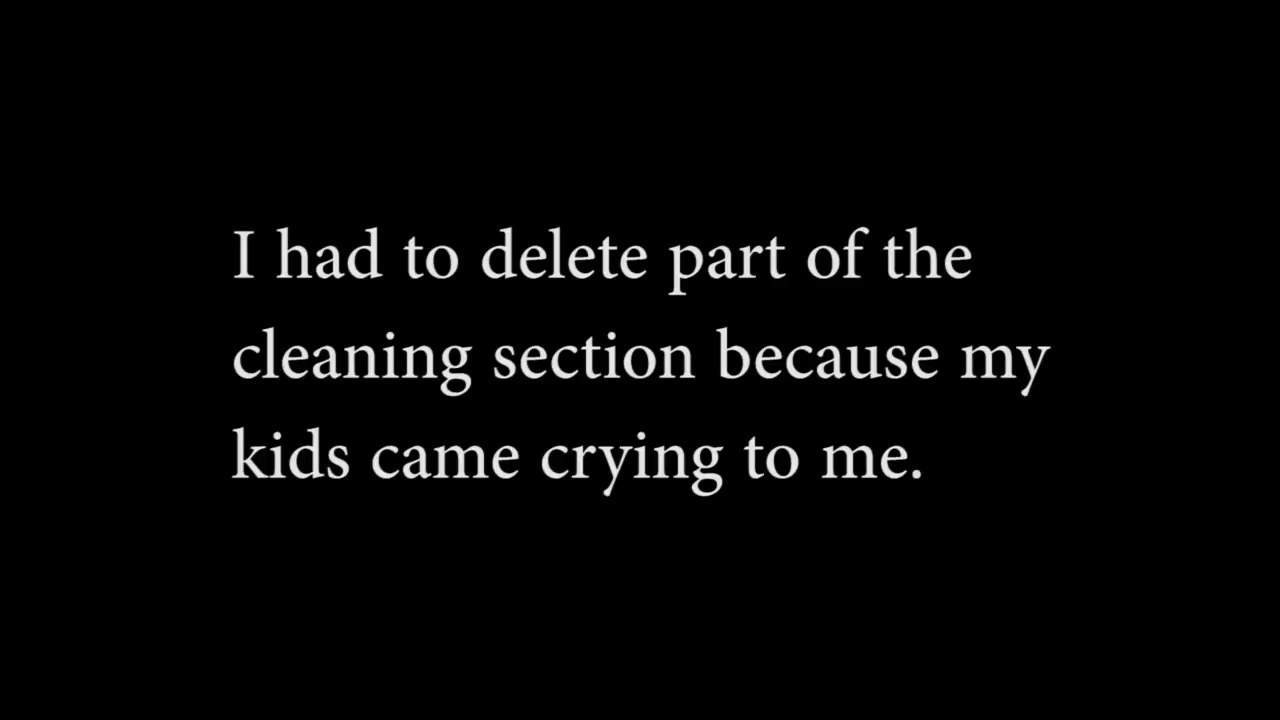 I had to delete part of the
cleaning section because my
kids came crying to me.